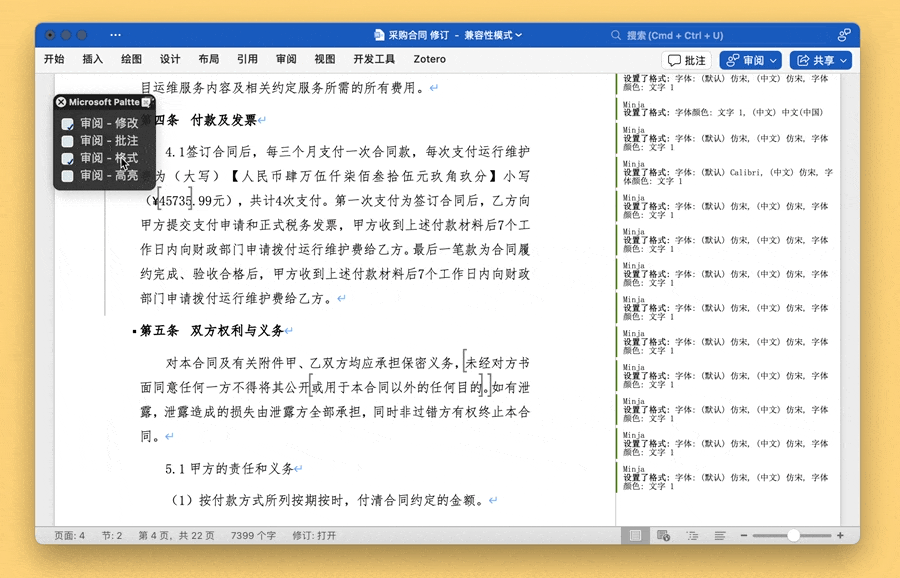 采购合同 修订 - 兼容性模式
搜索 (Cmd + Ctrl + U)
开始 插入 绘图 设计 布局 引用 审阅 视图 开发工具 Zotero
批注 审阅 共享
Microsoft Paltte
审阅 - 修改
审阅 - 批注
审阅 - 格式
审阅 - 高亮
目运维服务内容及相关约定服务所需的所有费用。
第四条 付款及发票
4.1签订合同后，每三个月支付一次合同款，每次支付运行维护
为（大写）【人民币肆万伍仟柒佰叁拾伍元玖角玖分】小写
（¥45735.99元），共计4次支付。第一次支付为签订合同后，乙方向
甲方提交支付申请和正式税务发票，甲方收到上述付款材料后7个工
作日内向财政部门申请拨付运行维护费给乙方。最后一笔款为合同履
约完成、验收合格后，甲方收到上述付款材料后7个工作日内向财政
部门申请拨付运行维护费给乙方。
第五条 双方权利与义务
对本合同及有关附件甲、乙双方均应承担保密义务，未经对方书
面同意任何一方不得将其公开或用于本合同以外的任何目的。如有泄
露，泄露造成的损失由泄露方全部承担，同时非过错方有权终止本合
同。
5.1 甲方的责任和义务
（1）按付款方式所列按期按时，付清合同约定的金额。
设置了格式: 字体: (默认) 仿宋, (中文) 仿宋, 字体
颜色: 文字 1
Minja
设置了格式: 字体颜色: 文字 1, (中文) 中文(中国)
Minja
设置了格式: 字体: (默认) 仿宋, (中文) 仿宋, 字体
颜色: 文字 1
Minja
设置了格式: 字体: (默认) Calibri, (中文) 仿宋, 字
体颜色: 文字 1
Minja
设置了格式: 字体: (默认) 仿宋, (中文) 仿宋, 字体
颜色: 文字 1
Minja
设置了格式: 字体: (默认) 仿宋, (中文) 仿宋, 字体
颜色: 文字 1
Minja
设置了格式: 字体: (默认) 仿宋, (中文) 仿宋, 字体
颜色: 文字 1
Minja
设置了格式: 字体: (默认) 仿宋, (中文) 仿宋, 字体
颜色: 文字 1
Minja
设置了格式: 字体: (默认) 仿宋, (中文) 仿宋, 字体
颜色: 文字 1
Minja
设置了格式: 字体: (默认) 仿宋, (中文) 仿宋, 字体
颜色: 文字 1
Minja
设置了格式: 字体: (默认) 仿宋, (中文) 仿宋, 字体
颜色: 文字 1
Minja
设置了格式: 字体: (默认) 仿宋, (中文) 仿宋, 字体
颜色: 文字 1
Minja
设置了格式: 字体: (默认) 仿宋, (中文) 仿宋, 字体
颜色: 文字 1
页面: 4 节: 2 第 4 页，共 22 页 7399 个字 修订: 打开